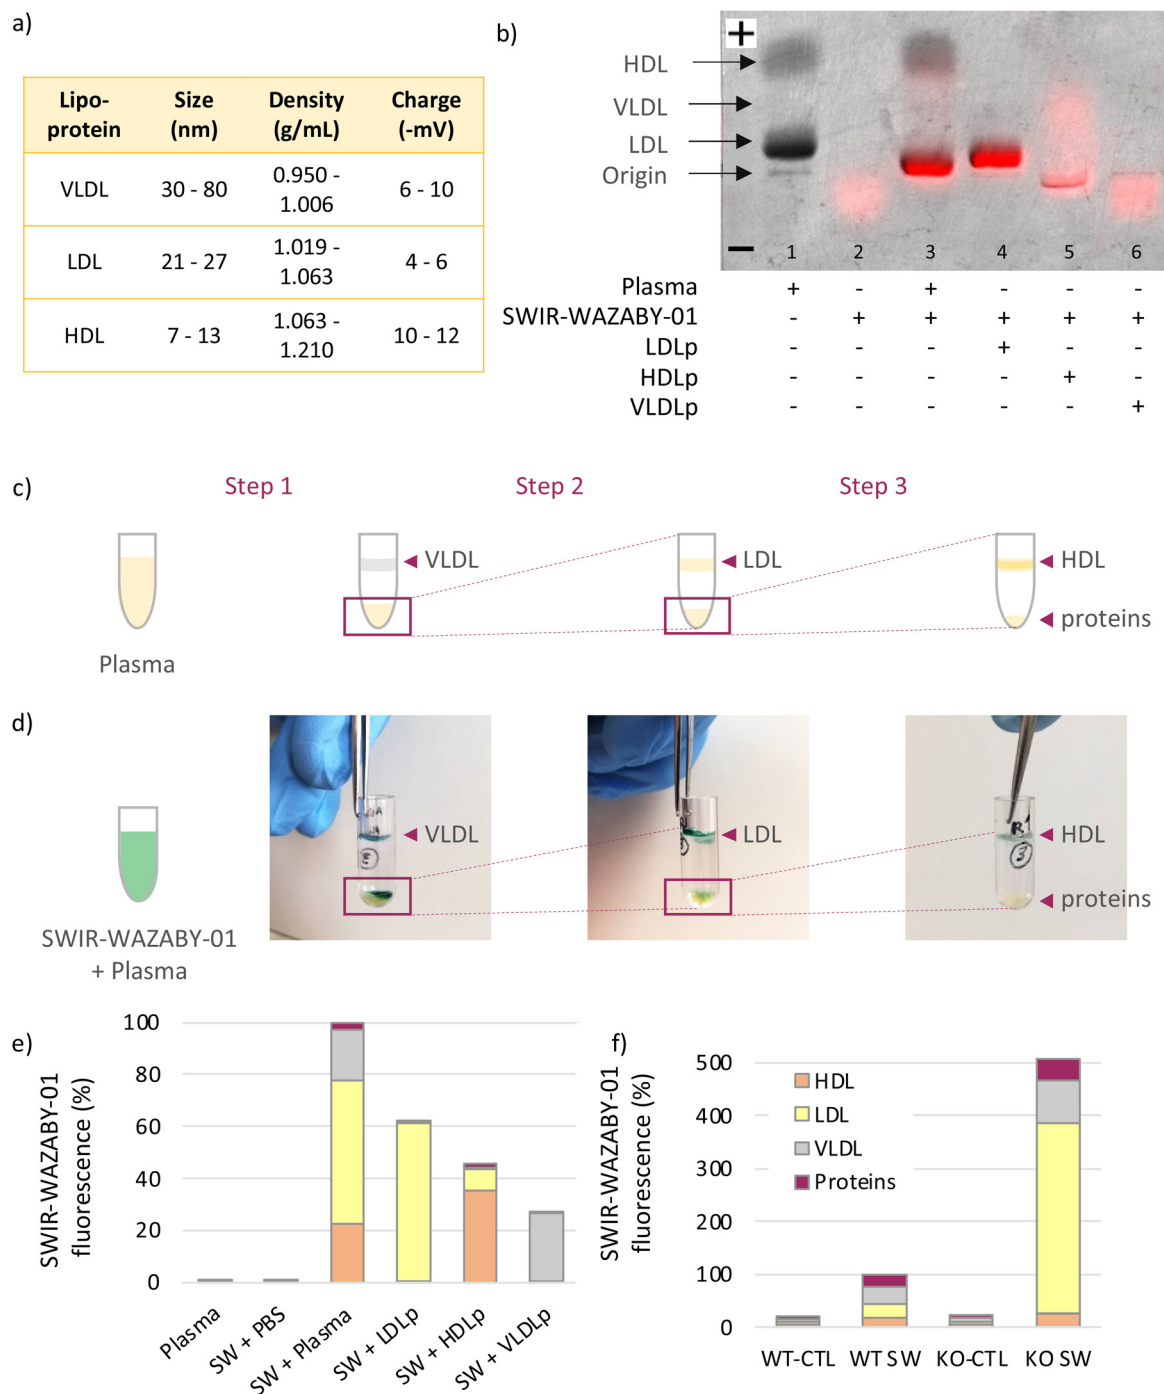 a)
Lipo-
protein
Size
(nm)
Density
(g/mL)
Charge
(-mV)
VLDL
30 - 80
0.950 -
1.006
6 - 10
LDL
21 - 27
1.019 -
1.063
4 - 6
HDL
7 - 13
1.063 -
1.210
10 - 12
b)
+
HDL
VLDL
LDL
Origin
−
1 2 3 4 5 6
Plasma + - + - - -
SWIR-WAZABY-01 - + + + + +
LDLp - - - + - -
HDLp - - - - + -
VLDLp - - - - - +
c)
Step 1
Step 2
Step 3
VLDL
LDL
HDL
proteins
Plasma
d)
VLDL
LDL
HDL
E
3
R
3
proteins
SWIR-WAZABY-01
+ Plasma
e)
SWIR-WAZABY-01
fluorescence (%)
100
80
60
40
20
0
Plasma
SW + PBS
SW + Plasma
SW + LDLp
SW + HDLp
SW + VLDLp
f)
SWIR-WAZABY-01
fluorescence (%)
500
400
300
200
100
0
HDL
LDL
VLDL
Proteins
WT-CTL
WT SW
KO-CTL
KO SW